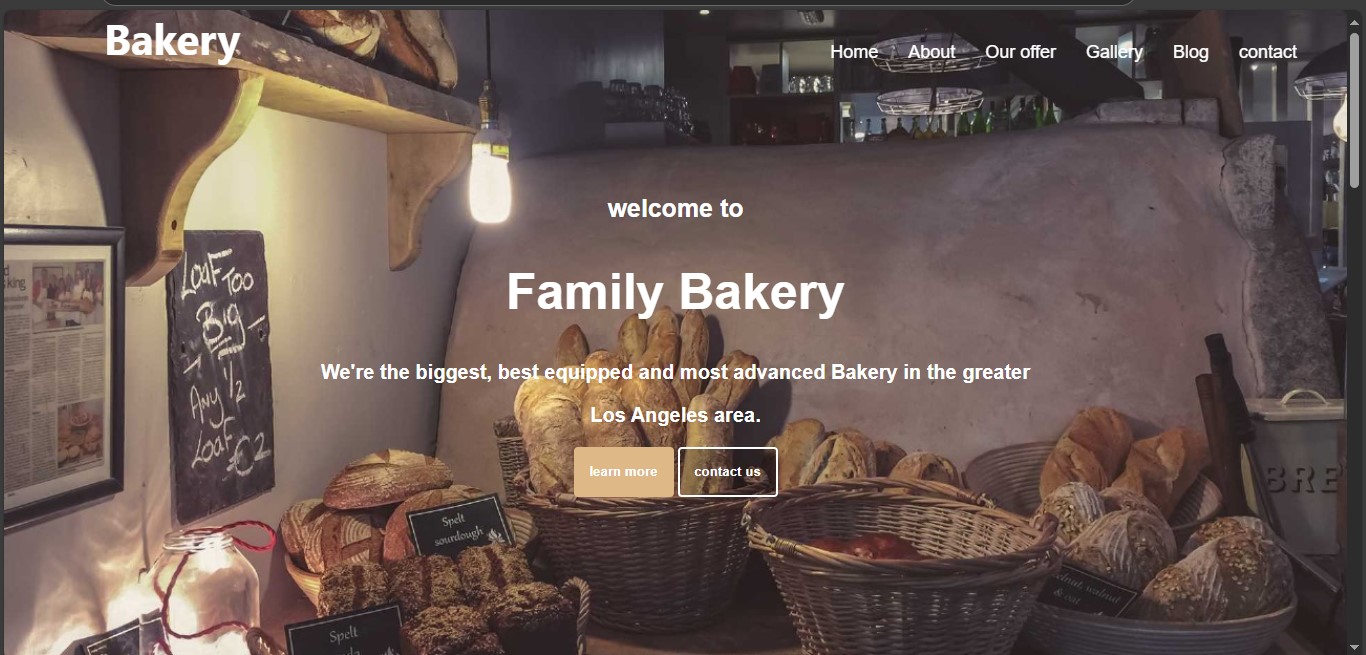 Bakery
Home About Our offer Gallery Blog contact
welcome to
Family Bakery
We're the biggest, best equipped and most advanced Bakery in the greater
Los Angeles area.
learn more contact us
king
Loaf Too
Big
Any 1/2
Loaf
€2
Spelt
sourdough
Spelt
walnut
& oat
BRE